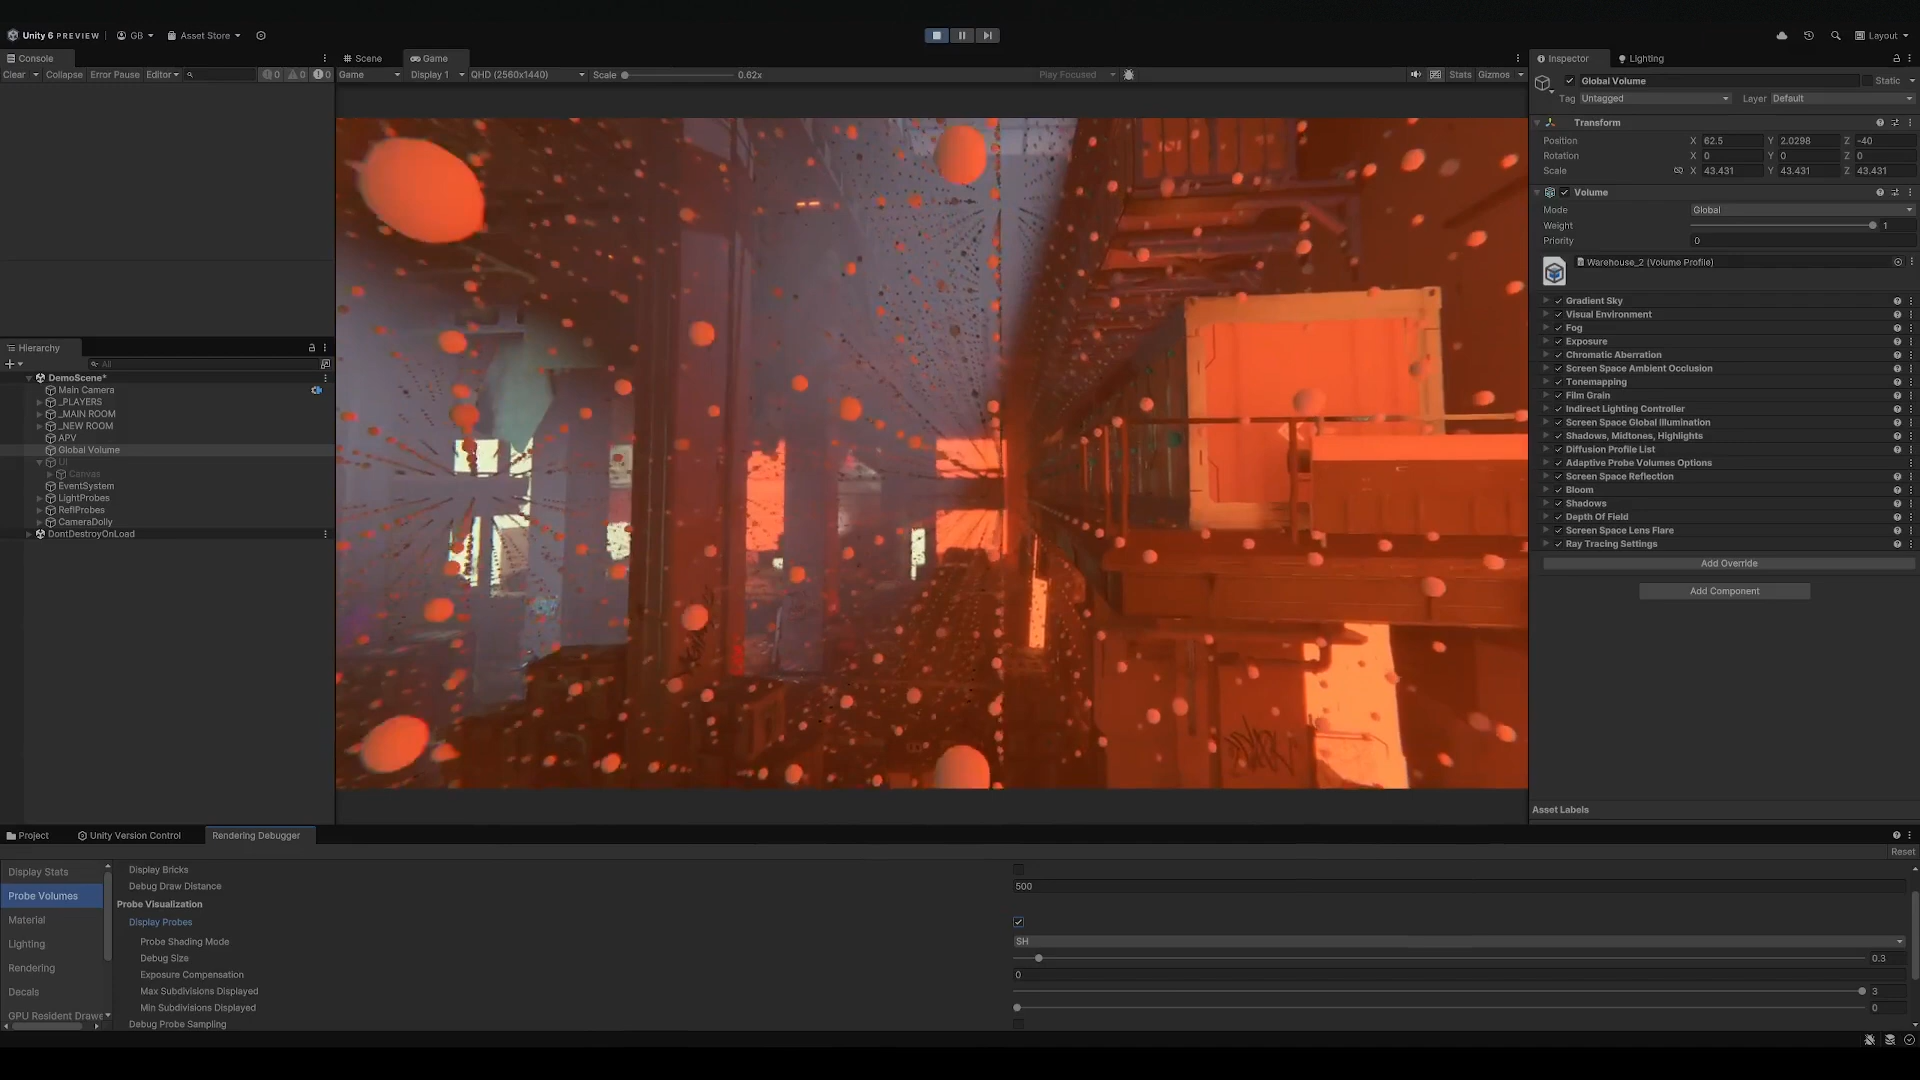 Unity 6 PREVIEW GB Asset Store Layout
Console Scene Game Inspector Lighting
Clear Collapse Error Pause Editor 0 0 0 Game Display 1 QHD (2560x1440) Scale 0.62x Play Focused Stats Gizmos
Global Volume Static
Tag Untagged Layer Default
Transform
Position X 62.5 Y 2.0298 Z -40
Rotation X 0 Y 0 Z 0
Scale X 43.431 Y 43.431 Z 43.431
Volume
Mode Global
Weight 1
Priority 0
Warehouse_2 (Volume Profile)
Gradient Sky
Visual Environment
Fog
Exposure
Chromatic Aberration
Screen Space Ambient Occlusion
Tonemapping
Film Grain
Indirect Lighting Controller
Screen Space Global Illumination
Shadows, Midtones, Highlights
Diffusion Profile List
Adaptive Probe Volumes Options
Screen Space Reflection
Bloom
Shadows
Depth Of Field
Screen Space Lens Flare
Ray Tracing Settings
Add Override
Add Component
Asset Labels
Hierarchy
All
DemoScene*
Main Camera
_PLAYERS
_MAIN ROOM
_NEW ROOM
APV
Global Volume
UI
Canvas
EventSystem
LightProbes
ReflProbes
CameraDolly
DontDestroyOnLoad
Project Unity Version Control Rendering Debugger
Reset
Display Stats
Probe Volumes
Material
Lighting
Rendering
Decals
GPU Resident Drawe
Display Bricks
Debug Draw Distance 500
Probe Visualization
Display Probes
Probe Shading Mode SH
Debug Size 0.3
Exposure Compensation 0
Max Subdivisions Displayed 3
Min Subdivisions Displayed 0
Debug Probe Sampling